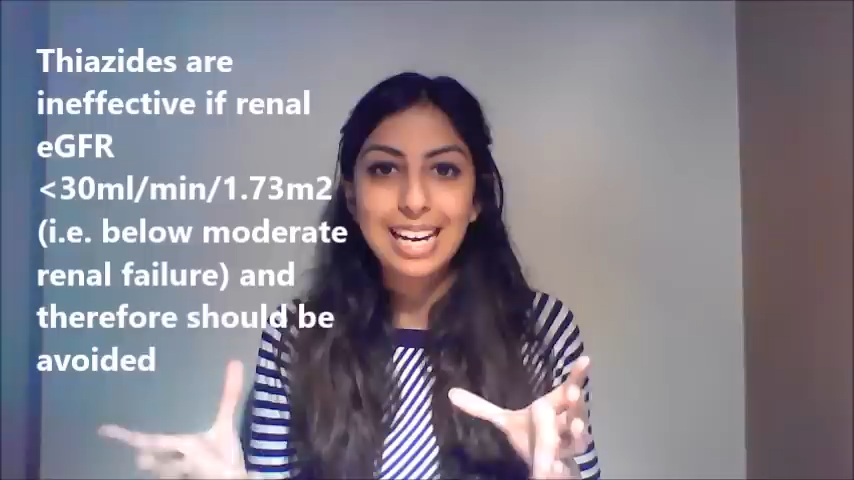 Thiazides are
ineffective if renal
eGFR
<30ml/min/1.73m2
(i.e. below moderate
renal failure) and
therefore should be
avoided